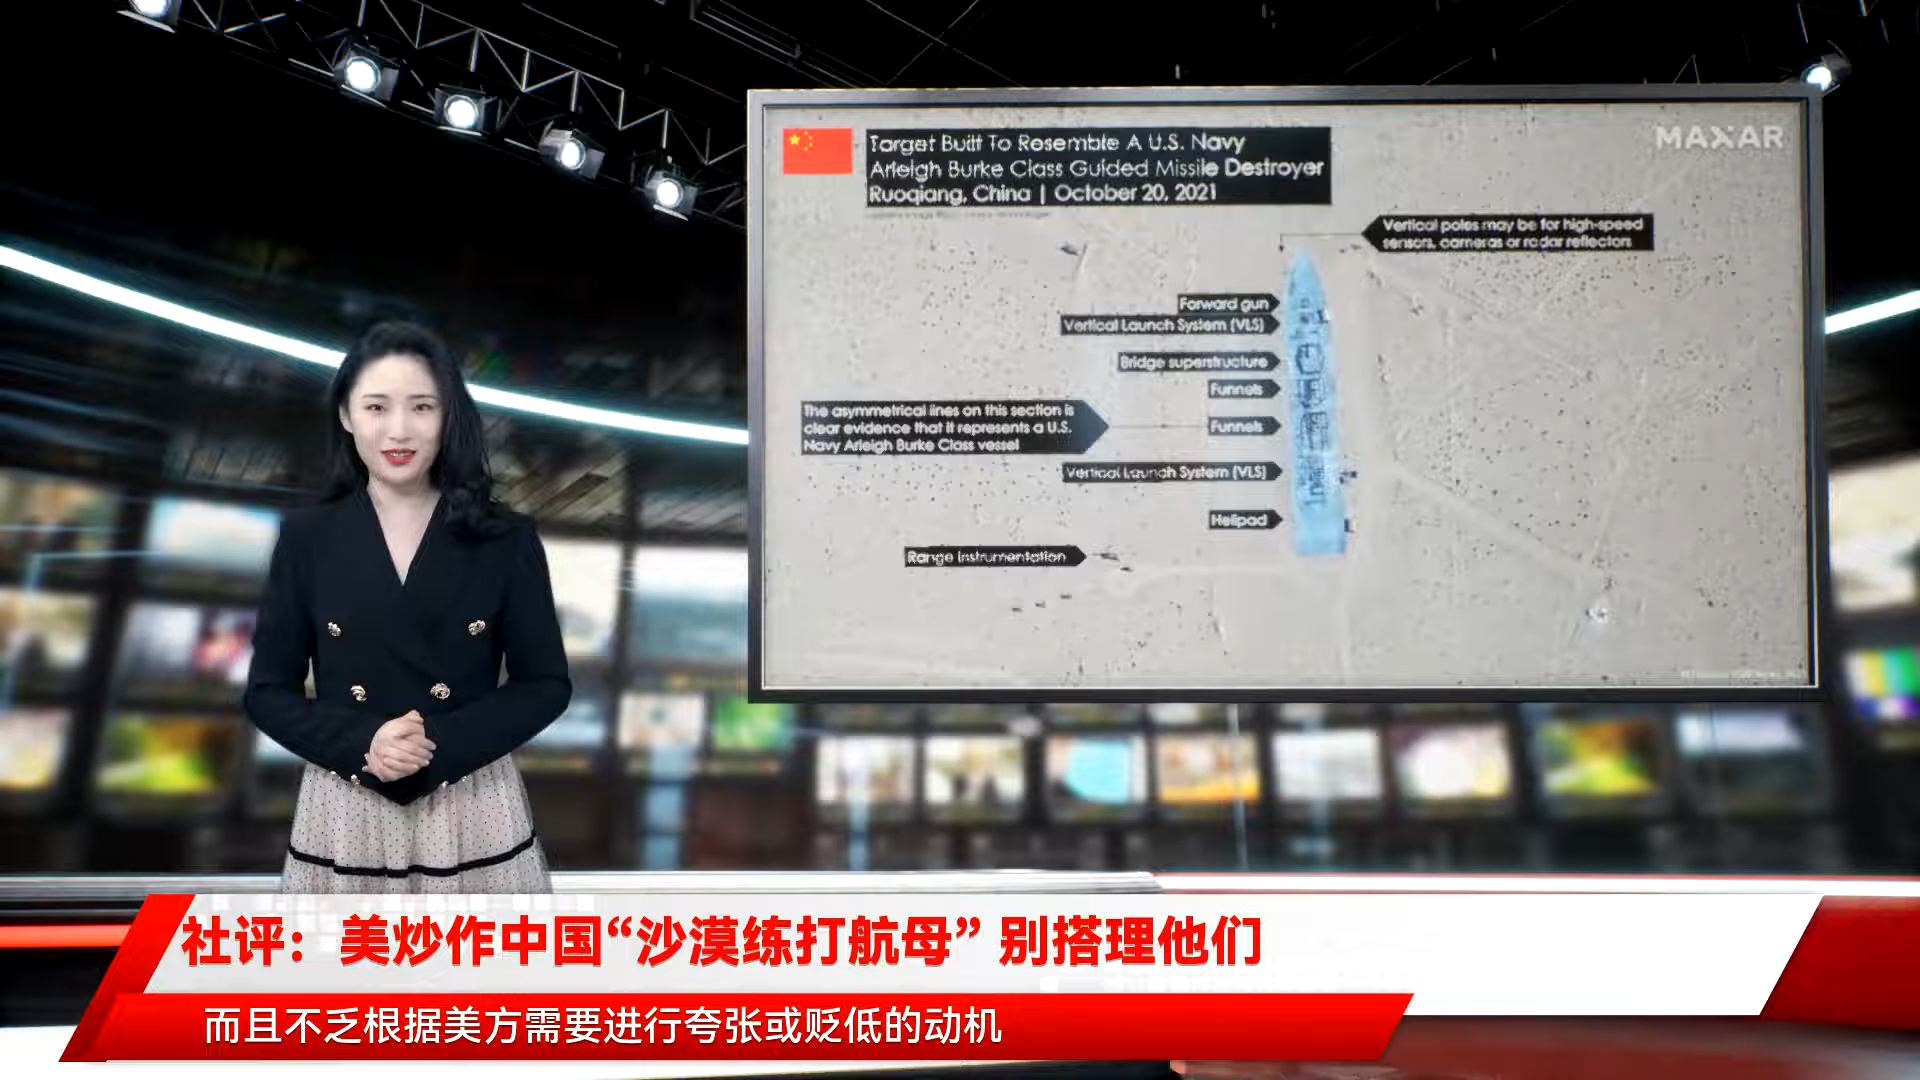 Target Built To Resemble A U.S. Navy
Arleigh Burke Class Guided Missile Destroyer
Ruoqiang, China | October 20, 2021
MAXAR
Vertical poles may be for high-speed
sensors, cameras or radar reflectors
Forward gun
Vertical Launch System (VLS)
Bridge superstructure
Funnels
The asymmetrical lines on this section is
clear evidence that it represents a U.S.
Navy Arleigh Burke Class vessel
Funnels
Vertical Launch System (VLS)
Helipad
Range instrumentation
社评：美炒作中国“沙漠练打航母” 别搭理他们
而且不乏根据美方需要进行夸张或贬低的动机